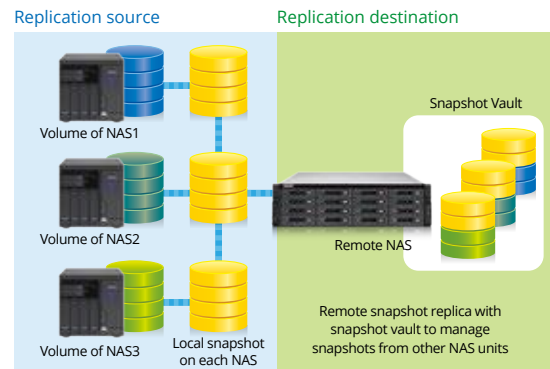 Replication source
Replication destination
Volume of NAS1
Volume of NAS2
Volume of NAS3
Local snapshot
on each NAS
Remote NAS
Snapshot Vault
Remote snapshot replica with
snapshot vault to manage
snapshots from other NAS units